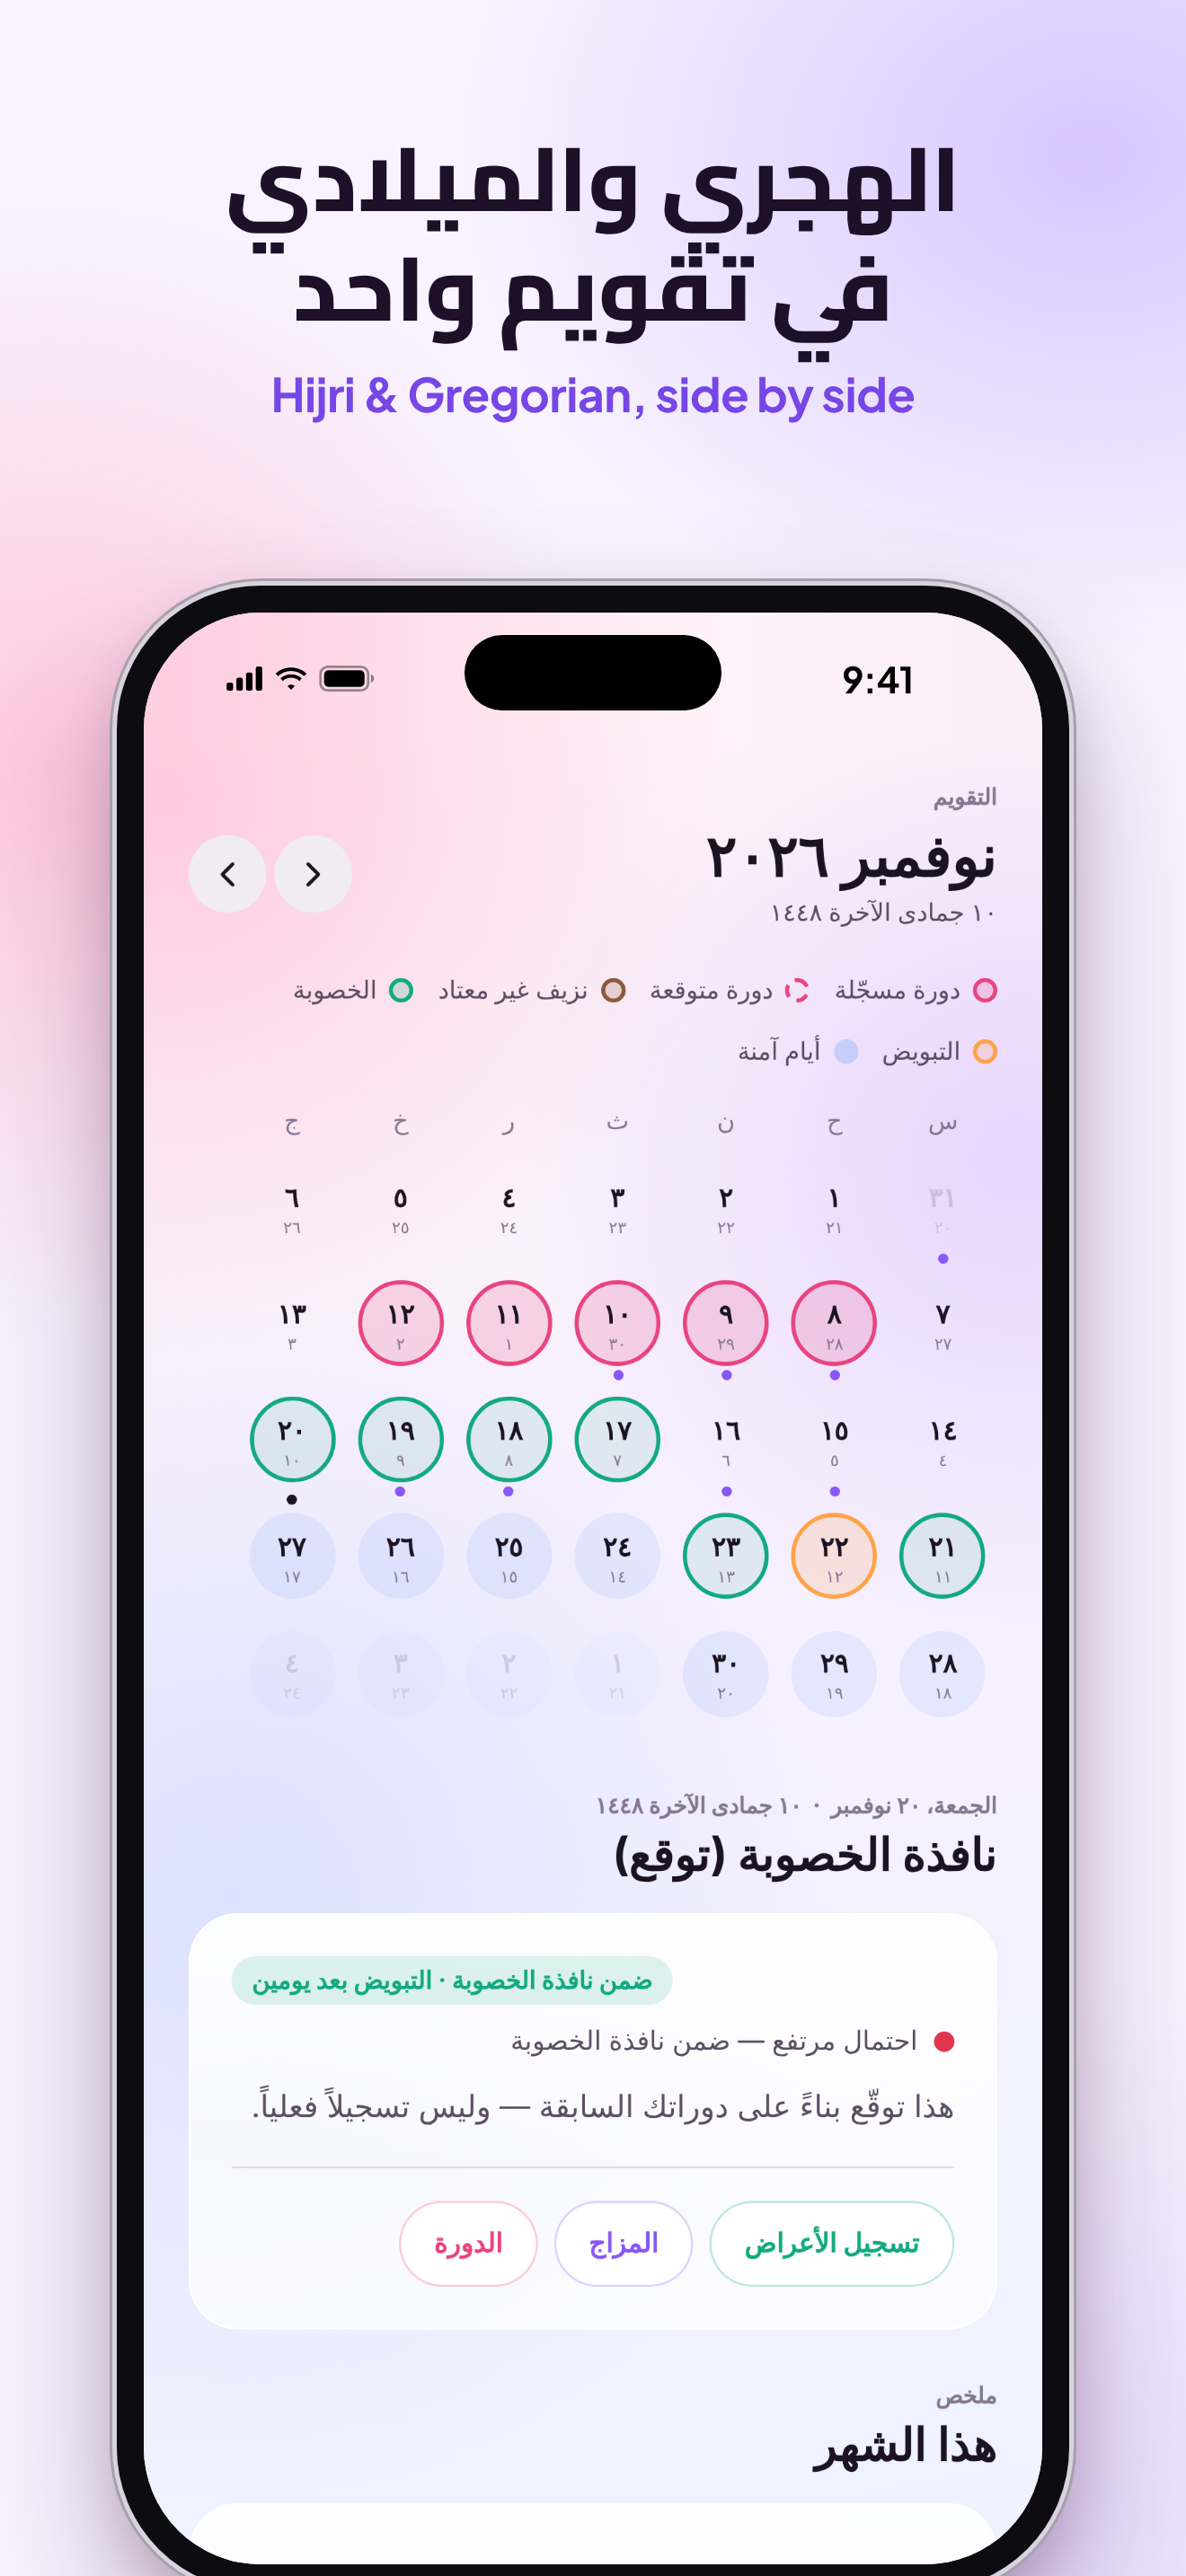 الهجري والميلادي
في تقويم واحد
Hijri & Gregorian, side by side
9:41
التقويم
نوفمبر ٢٠٢٦
١٠ جمادى الآخرة ١٤٤٨
دورة مسجّلة دورة متوقعة نزيف غير معتاد الخصوبة
التبويض أيام آمنة
س ح ن ث ر خ ج
٣١ ١ ٢ ٣ ٤ ٥ ٦
٢٠ ٢١ ٢٢ ٢٣ ٢٤ ٢٥ ٢٦
٧ ٨ ٩ ١٠ ١١ ١٢ ١٣
٢٧ ٢٨ ٢٩ ٣٠ ١ ٢ ٣
١٤ ١٥ ١٦ ١٧ ١٨ ١٩ ٢٠
٤ ٥ ٦ ٧ ٨ ٩ ١٠
٢١ ٢٢ ٢٣ ٢٤ ٢٥ ٢٦ ٢٧
١١ ١٢ ١٣ ١٤ ١٥ ١٦ ١٧
٢٨ ٢٩ ٣٠ ١ ٢ ٣ ٤
١٨ ١٩ ٢٠ ٢١ ٢٢ ٢٣ ٢٤
الجمعة، ٢٠ نوفمبر · ١٠ جمادى الآخرة ١٤٤٨
نافذة الخصوبة (توقع)
ضمن نافذة الخصوبة · التبويض بعد يومين
احتمال مرتفع — ضمن نافذة الخصوبة
هذا توقّع بناءً على دوراتك السابقة — وليس تسجيلاً فعلياً.
تسجيل الأعراض المزاج الدورة
ملخص
هذا الشهر